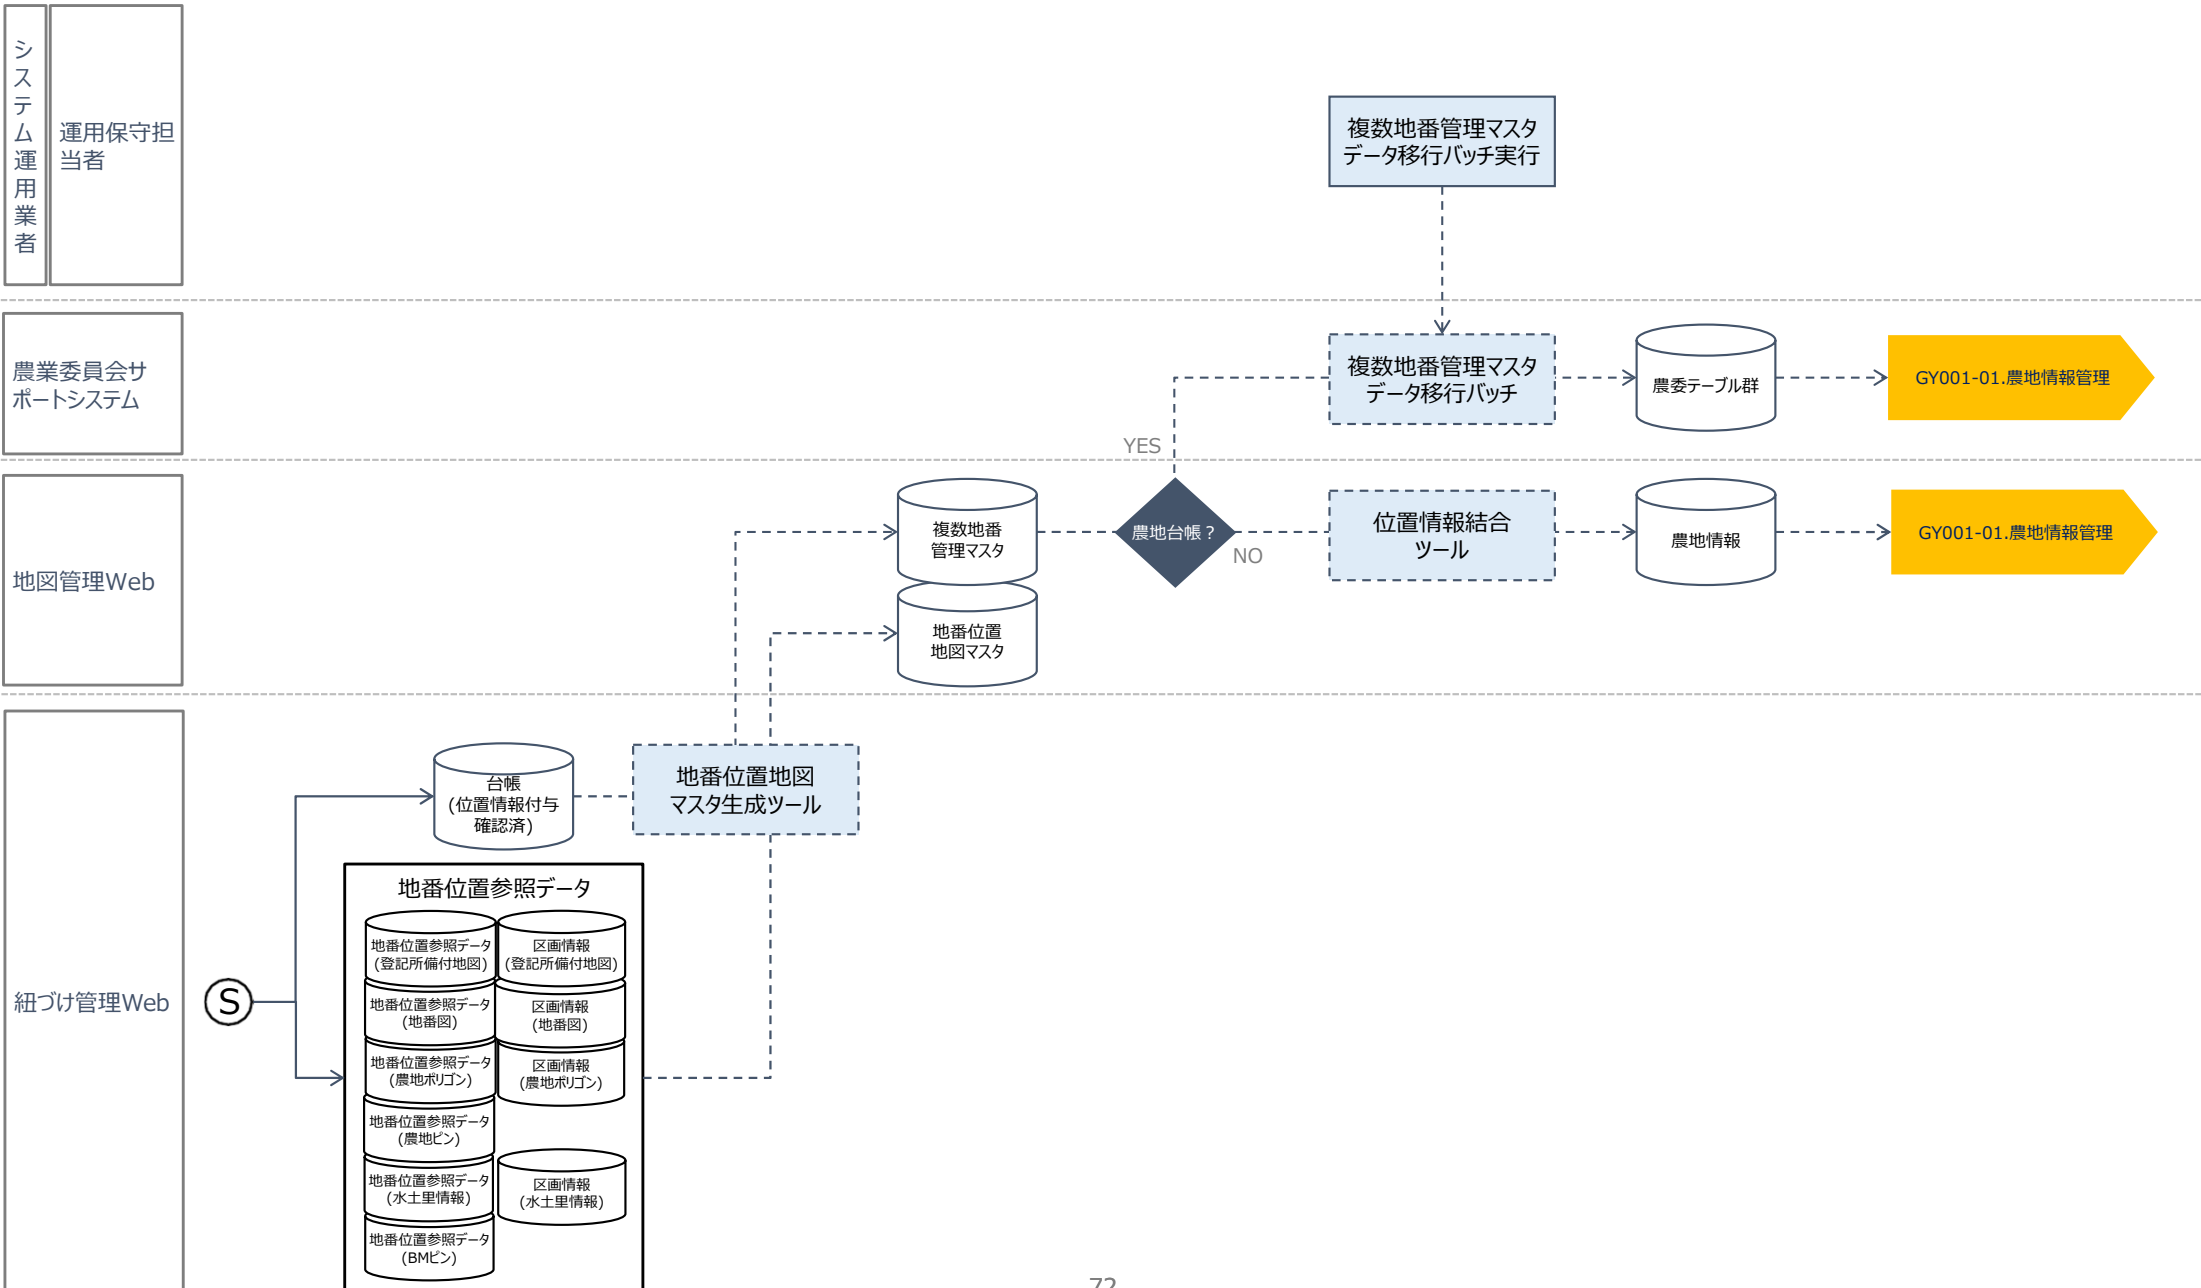 システム運用業者
運用保守担
当者
複数地番管理マスタ
データ移行バッチ実行
農業委員会サ
ポートシステム
複数地番管理マスタ
データ移行バッチ
農委テーブル群
GY001-01.農地情報管理
YES
地図管理Web
複数地番
管理マスタ
農地台帳？
NO
位置情報結合
ツール
農地情報
GY001-01.農地情報管理
地番位置
地図マスタ
紐づけ管理Web
S
台帳
(位置情報付与
確認済)
地番位置地図
マスタ生成ツール
地番位置参照データ
地番位置参照データ
(登記所備付地図)
区画情報
(登記所備付地図)
地番位置参照データ
(地番図)
区画情報
(地番図)
地番位置参照データ
(農地ポリゴン)
区画情報
(農地ポリゴン)
地番位置参照データ
(農地ピン)
地番位置参照データ
(水土里情報)
区画情報
(水土里情報)
地番位置参照データ
(BMピン)
72